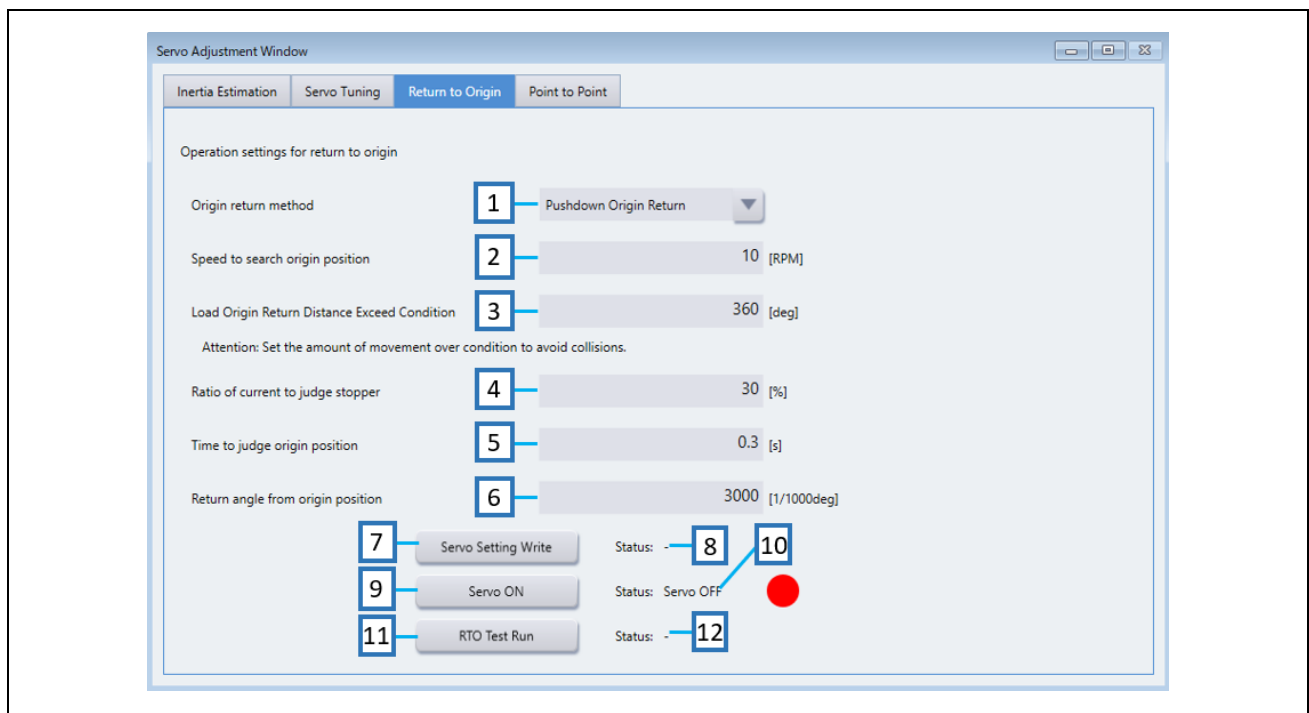 Servo Adjustment Window
Inertia Estimation Servo Tuning Return to Origin Point to Point
Operation settings for return to origin
Origin return method 1 Pushdown Origin Return
Speed to search origin position 2 10 [RPM]
Load Origin Return Distance Exceed Condition 3 360 [deg]
Attention: Set the amount of movement over condition to avoid collisions.
Ratio of current to judge stopper 4 30 [%]
Time to judge origin position 5 0.3 [s]
Return angle from origin position 6 3000 [1/1000deg]
7 Servo Setting Write Status: - 8 10
9 Servo ON Status: Servo OFF
11 RTO Test Run Status: - 12